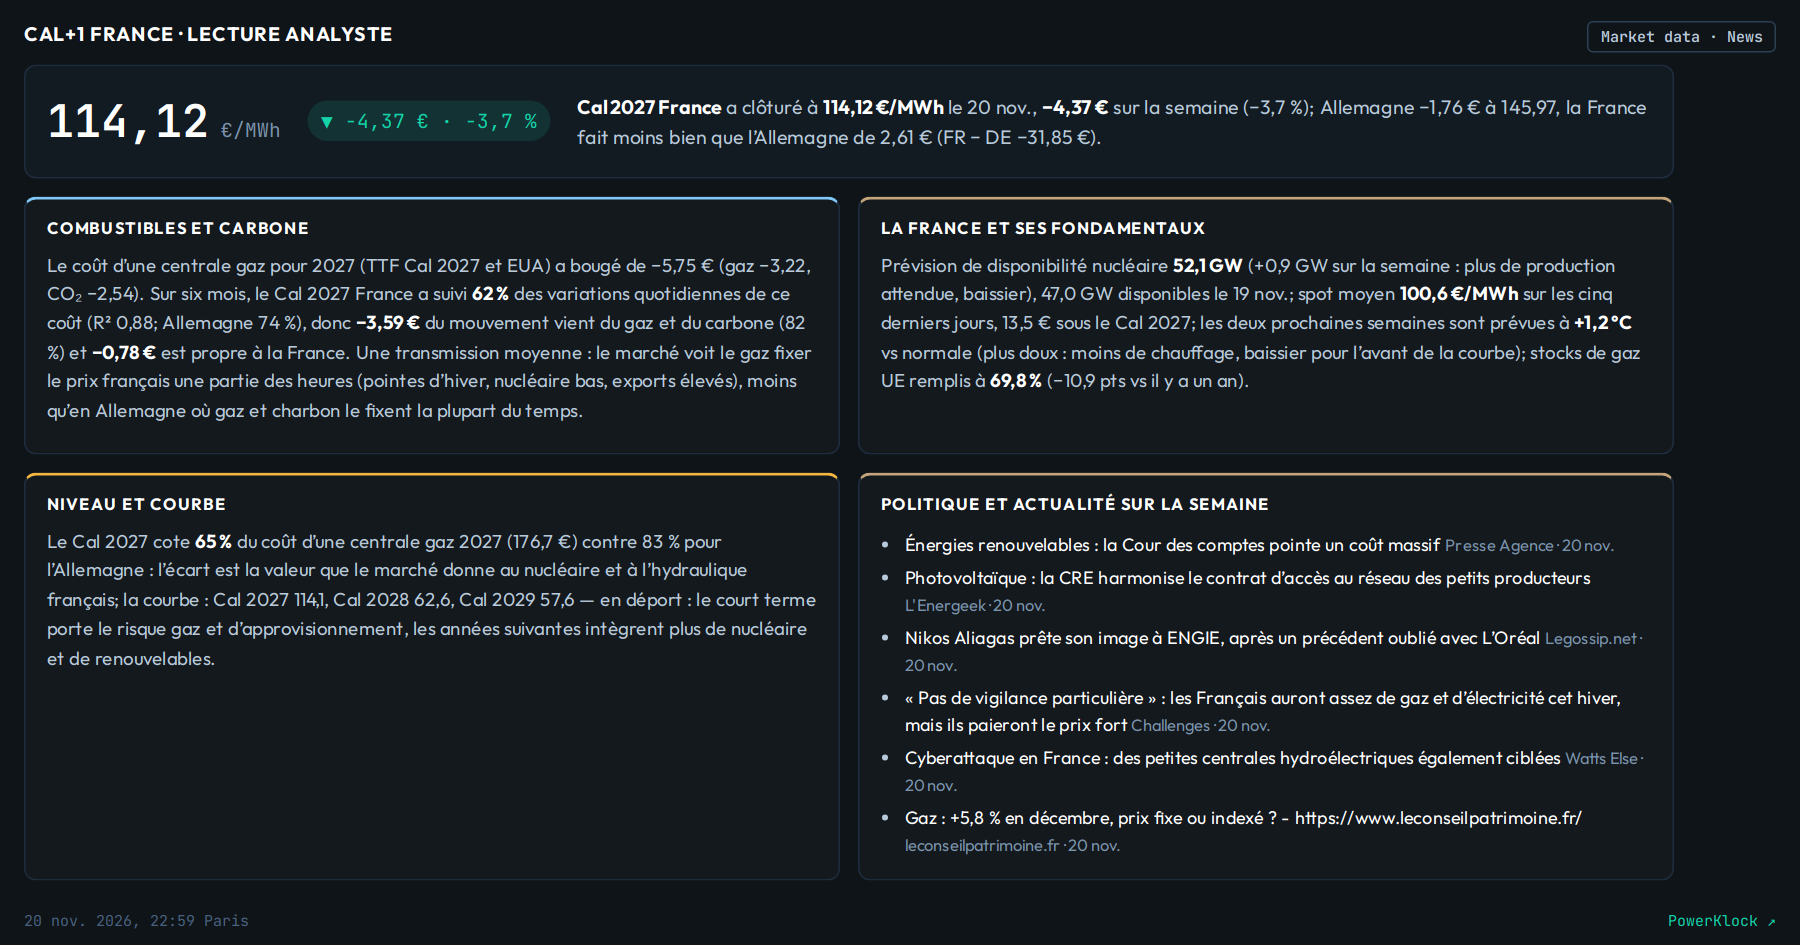 CAL+1 FRANCE · LECTURE ANALYSTE
Market data · News
114,12 €/MWh
▼ -4,37 € · -3,7 %
Cal 2027 France a clôturé à 114,12 €/MWh le 20 nov., −4,37 € sur la semaine (−3,7 %); Allemagne −1,76 € à 145,97, la France
fait moins bien que l’Allemagne de 2,61 € (FR − DE −31,85 €).
COMBUSTIBLES ET CARBONE
Le coût d’une centrale gaz pour 2027 (TTF Cal 2027 et EUA) a bougé de −5,75 € (gaz −3,22,
CO₂ −2,54). Sur six mois, le Cal 2027 France a suivi 62 % des variations quotidiennes de ce
coût (R² 0,88; Allemagne 74 %), donc −3,59 € du mouvement vient du gaz et du carbone (82
%) et −0,78 € est propre à la France. Une transmission moyenne : le marché voit le gaz fixer
le prix français une partie des heures (pointes d’hiver, nucléaire bas, exports élevés), moins
qu’en Allemagne où gaz et charbon le fixent la plupart du temps.
LA FRANCE ET SES FONDAMENTAUX
Prévision de disponibilité nucléaire 52,1 GW (+0,9 GW sur la semaine : plus de production
attendue, baissier), 47,0 GW disponibles le 19 nov.; spot moyen 100,6 €/MWh sur les cinq
derniers jours, 13,5 € sous le Cal 2027; les deux prochaines semaines sont prévues à +1,2 °C
vs normale (plus doux : moins de chauffage, baissier pour l’avant de la courbe); stocks de gaz
UE remplis à 69,8 % (−10,9 pts vs il y a un an).
NIVEAU ET COURBE
Le Cal 2027 cote 65 % du coût d’une centrale gaz 2027 (176,7 €) contre 83 % pour
l’Allemagne : l’écart est la valeur que le marché donne au nucléaire et à l’hydraulique
français; la courbe : Cal 2027 114,1, Cal 2028 62,6, Cal 2029 57,6 — en déport : le court terme
porte le risque gaz et d’approvisionnement, les années suivantes intègrent plus de nucléaire
et de renouvelables.
POLITIQUE ET ACTUALITÉ SUR LA SEMAINE
• Énergies renouvelables : la Cour des comptes pointe un coût massif Presse Agence · 20 nov.
• Photovoltaïque : la CRE harmonise le contrat d’accès au réseau des petits producteurs
L'Energeek · 20 nov.
• Nikos Aliagas prête son image à ENGIE, après un précédent oublié avec L’Oréal Legossip.net ·
20 nov.
• « Pas de vigilance particulière » : les Français auront assez de gaz et d’électricité cet hiver,
mais ils paieront le prix fort Challenges · 20 nov.
• Cyberattaque en France : des petites centrales hydroélectriques également ciblées Watts Else ·
20 nov.
• Gaz : +5,8 % en décembre, prix fixe ou indexé ? - https://www.leconseilpatrimoine.fr/
leconseilpatrimoine.fr · 20 nov.
20 nov. 2026, 22:59 Paris
PowerKlock ↗